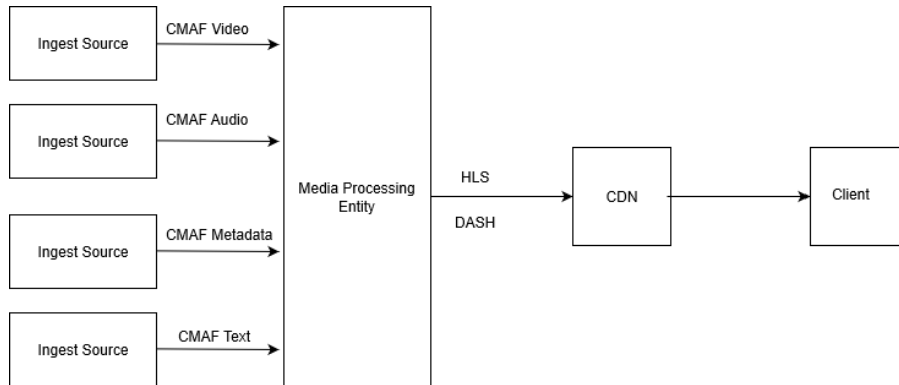 Ingest Source
CMAF Video
Ingest Source
CMAF Audio
Ingest Source
CMAF Metadata
Ingest Source
CMAF Text
Media Processing
Entity
HLS
DASH
CDN
Client